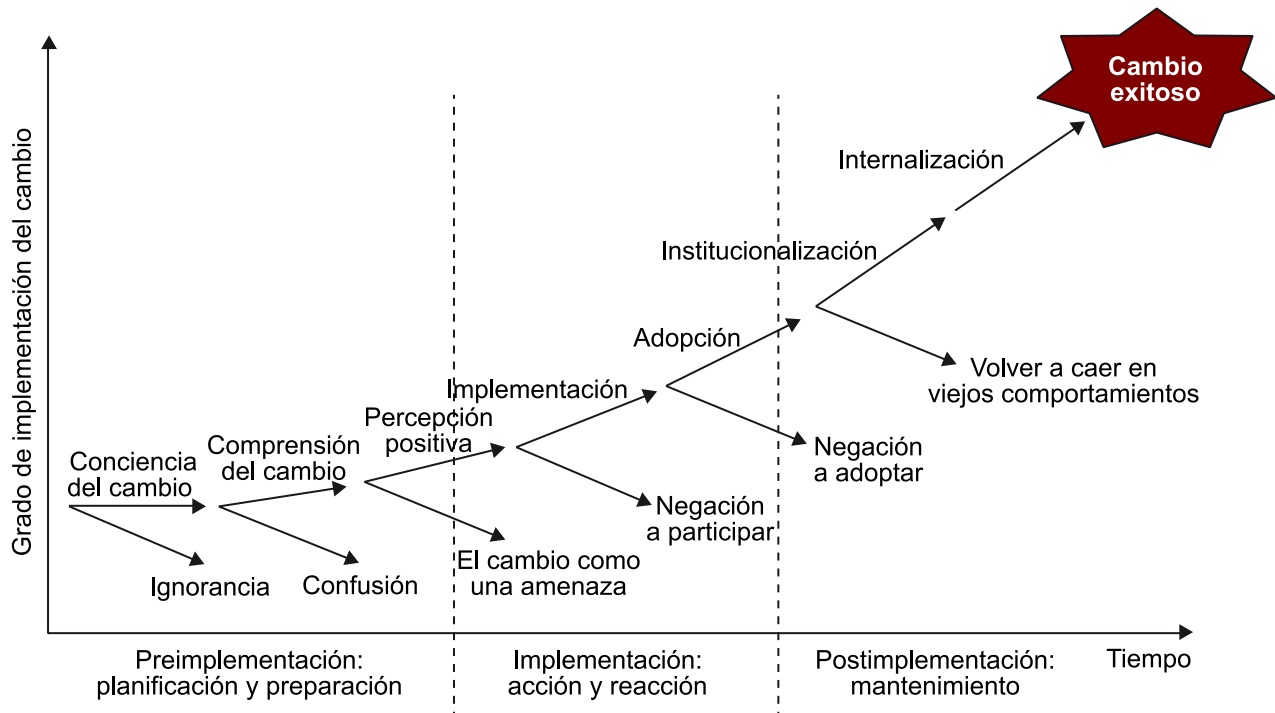 Grado de implementación del cambio
Cambio
exitoso
Internalización
Institucionalización
Adopción
Implementación
Percepción
positiva
Comprensión
del cambio
Conciencia
del cambio
Volver a caer en
viejos comportamientos
Negación
a adoptar
Negación
a participar
El cambio como
una amenaza
Confusión
Ignorancia
Preimplementación:
planificación y preparación
Implementación:
acción y reacción
Postimplementación:
mantenimiento
Tiempo